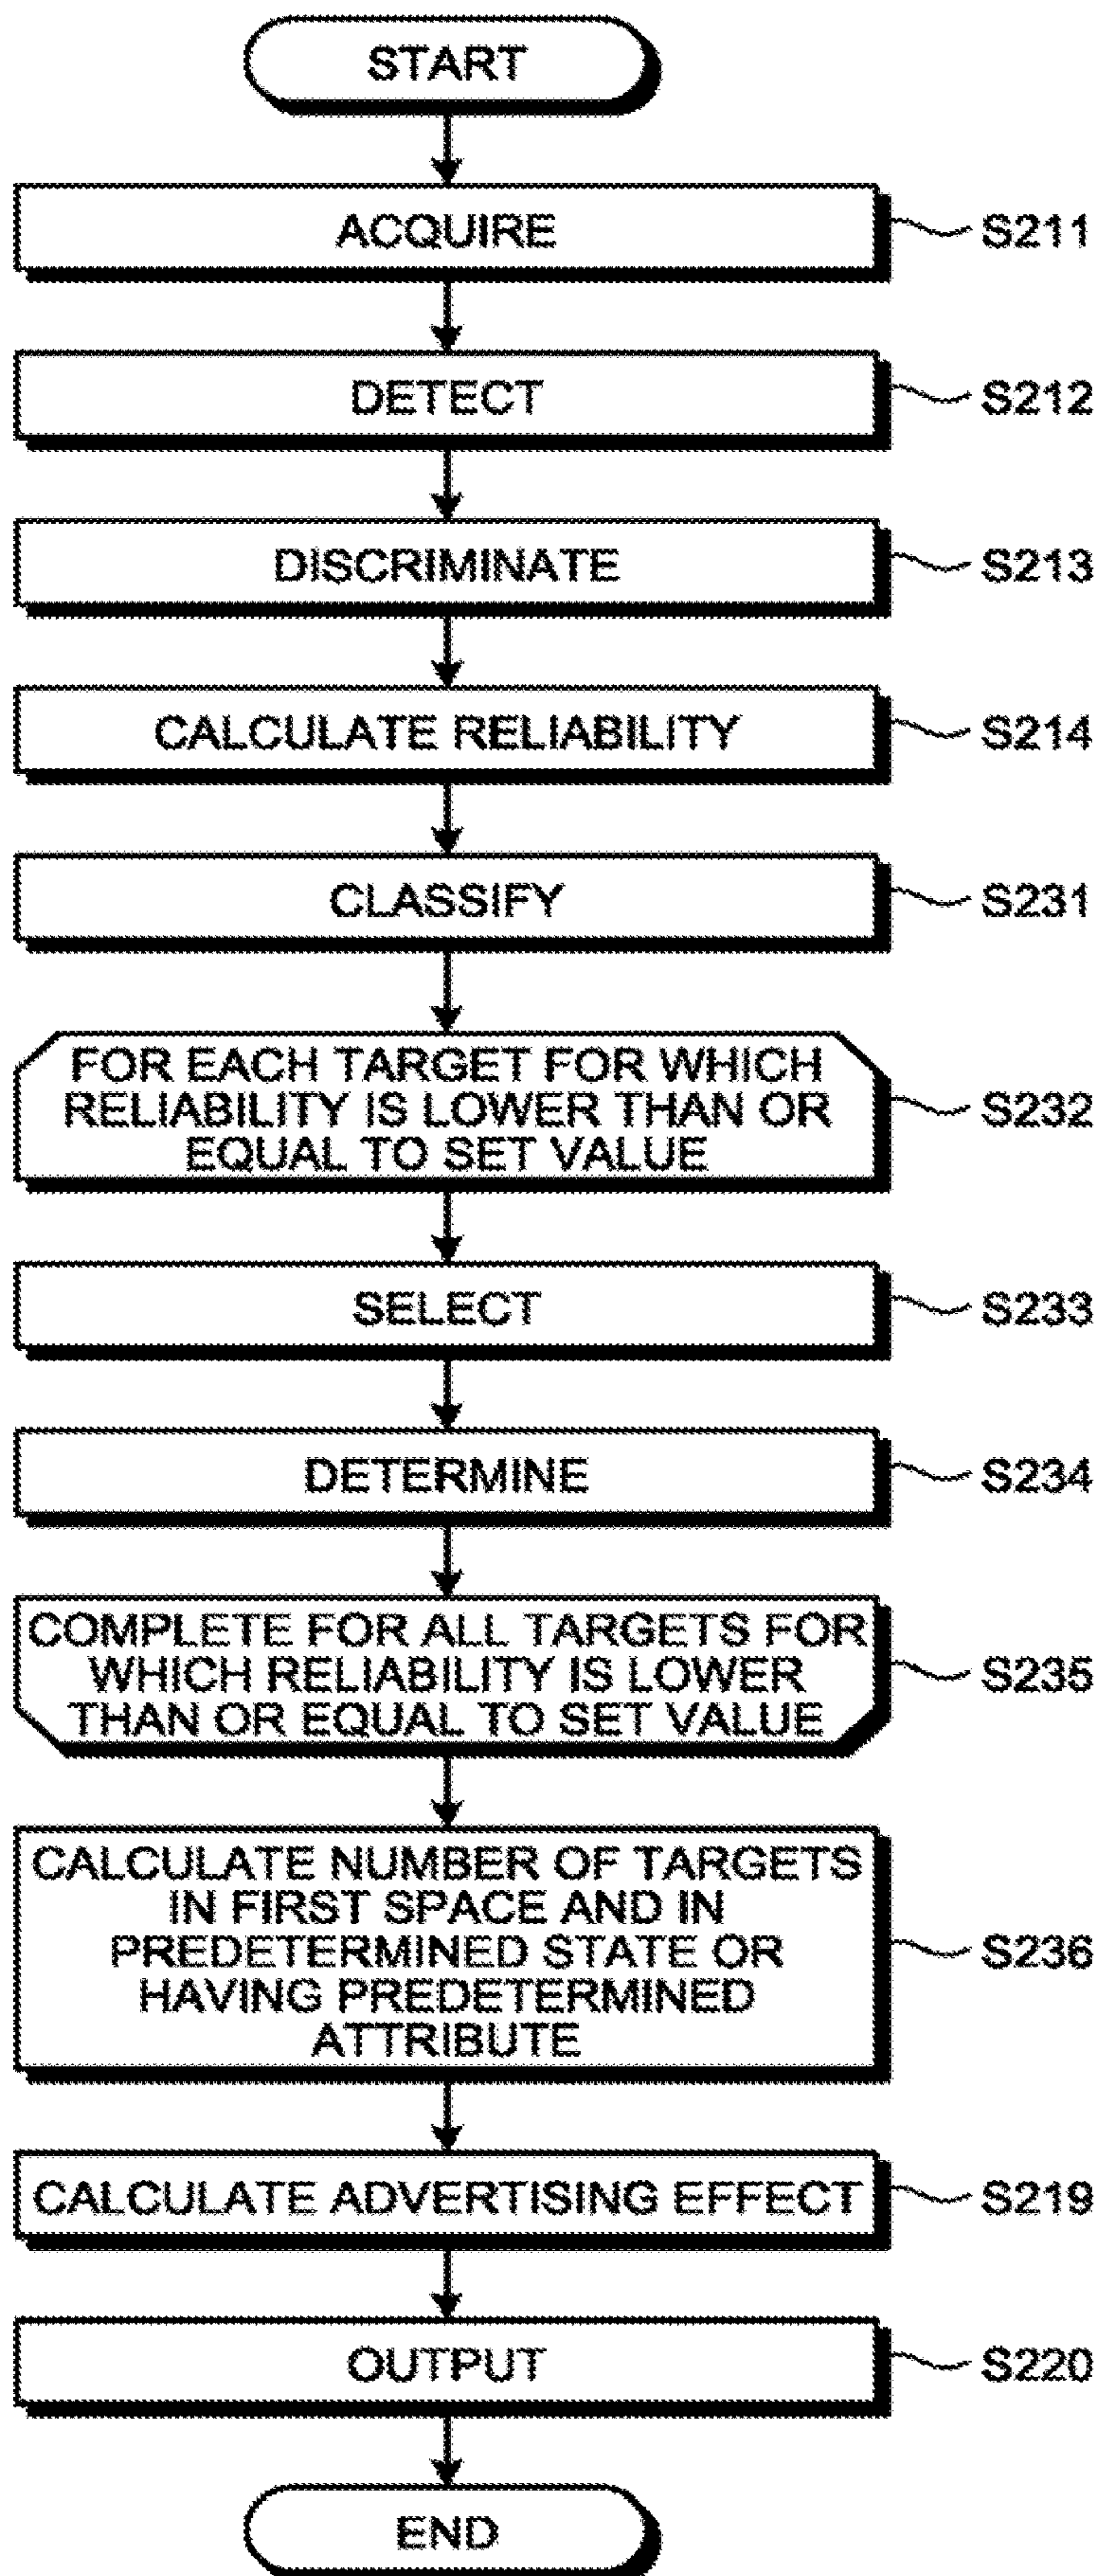 START
ACQUIRE
S211
DETECT
S212
DISCRIMINATE
S213
CALCULATE RELIABILITY
S214
CLASSIFY
S231
FOR EACH TARGET FOR WHICH
RELIABILITY IS LOWER THAN OR
EQUAL TO SET VALUE
S232
SELECT
S233
DETERMINE
S234
COMPLETE FOR ALL TARGETS FOR
WHICH RELIABILITY IS LOWER
THAN OR EQUAL TO SET VALUE
S235
CALCULATE NUMBER OF TARGETS
IN FIRST SPACE AND IN
PREDETERMINED STATE OR
HAVING PREDETERMINED
ATTRIBUTE
S236
CALCULATE ADVERTISING EFFECT
S219
OUTPUT
S220
END